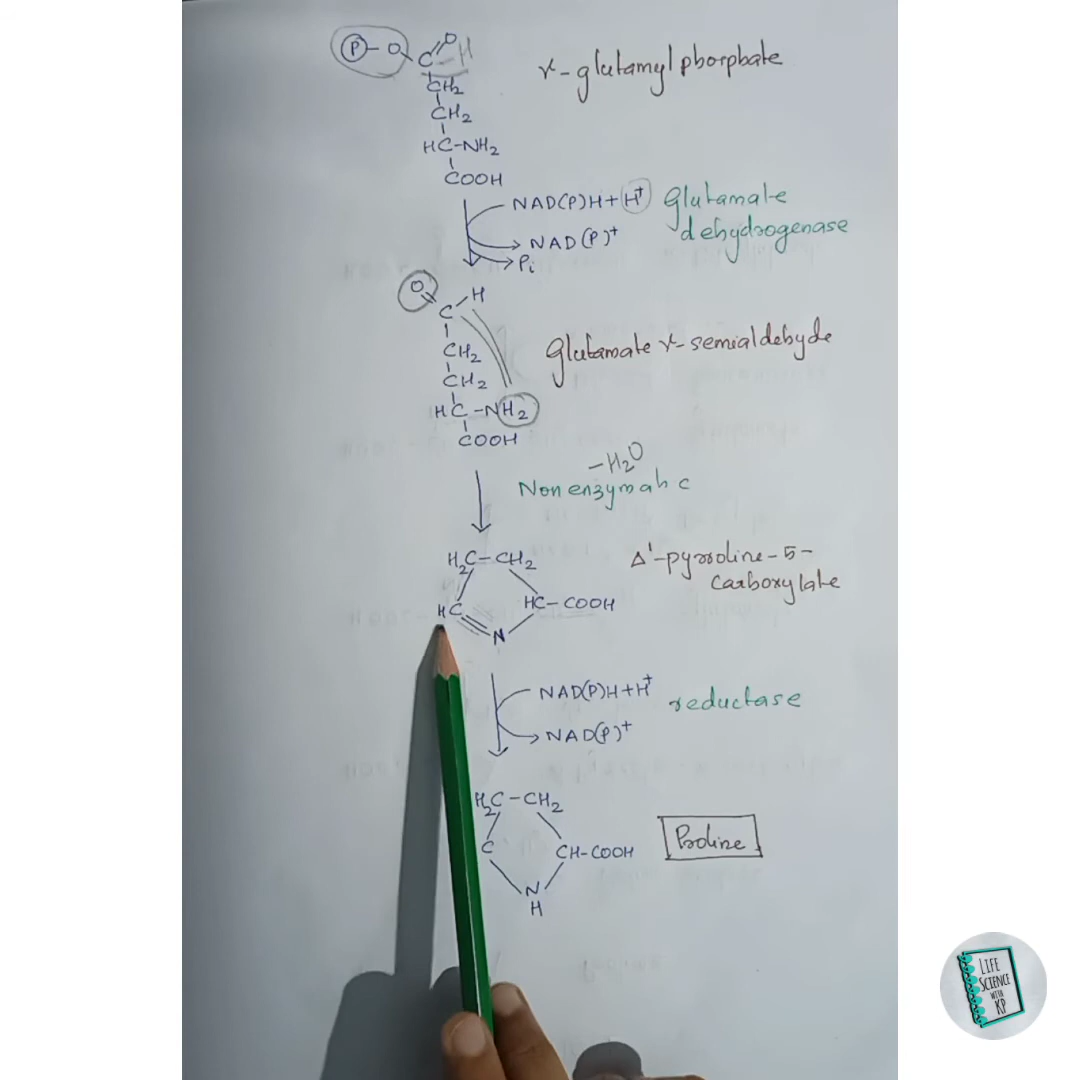 P-O
C=O
H
CH2
CH2
HC-NH2
COOH
γ-glutamyl phosphate
NAD(P)H+H+
NAD(P)+
Pi
glutamate
dehydrogenase
O
C
H
CH2
CH2
HC-NH2
COOH
Glutamate γ-semialdehyde
-H2O
Non enzymatic
H2C-CH2
HC
N
HC-COOH
Δ'-pyrroline-5-
carboxylate
NAD(P)H+H+
NAD(P)+
reductase
H2C-CH2
C
CH-COOH
N
H
Proline
LIFE
SCIENCE
WITH
KP